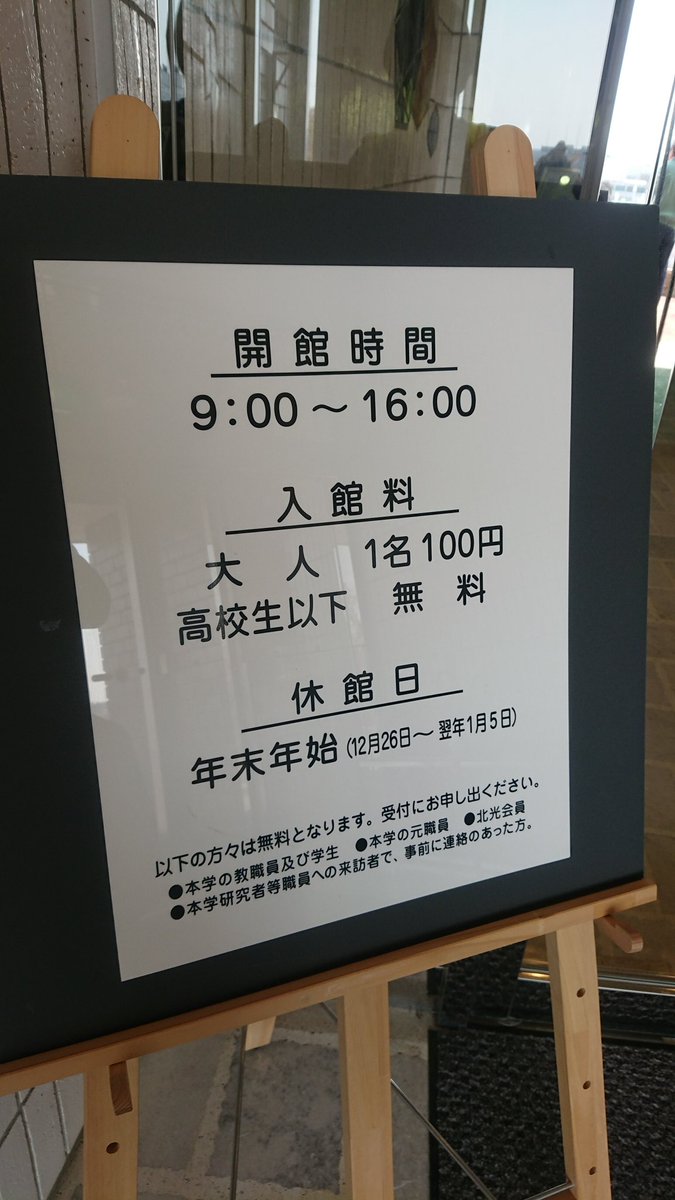 開館時間
9:00～16:00
入館料
大人 1名100円
高校生以下 無料
休館日
年末年始(12月26日～翌年1月5日)
以下の方々は無料となります。受付にお申し出ください。
●本学の教職員及び学生 ●本学の元職員 ●北光会員
●本学研究者等職員への来訪者で、事前に連絡のあった方。